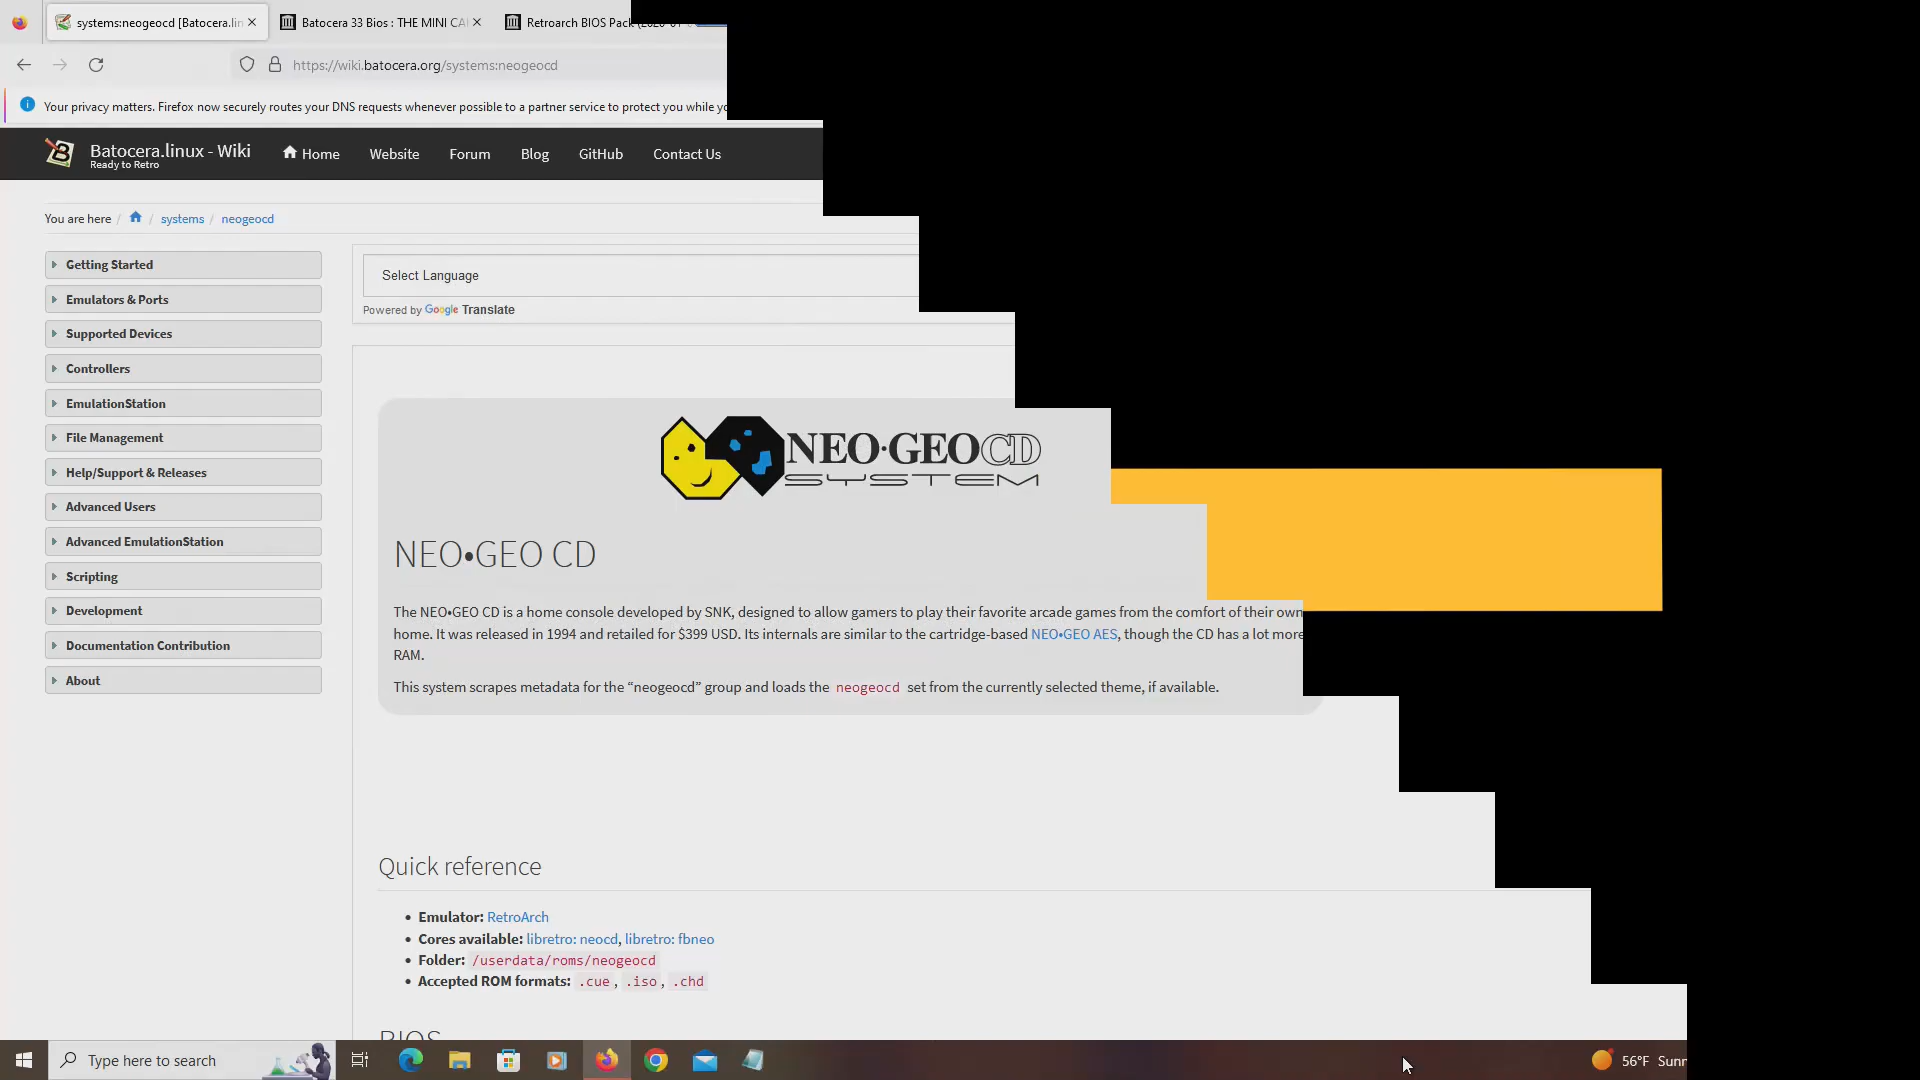 systems:neogeocd [Batocera.lin
Batocera 33 Bios : THE MINI CA
Retroarch BIOS Pack
https://wiki.batocera.org/systems:neogeocd
Your privacy matters. Firefox now securely routes your DNS requests whenever possible to a partner service to protect you while
Batocera.linux - Wiki
Ready to Retro
Home Website Forum Blog GitHub Contact Us
You are here / / systems / neogeocd
Getting Started
Emulators & Ports
Supported Devices
Controllers
EmulationStation
File Management
Help/Support & Releases
Advanced Users
Advanced EmulationStation
Scripting
Development
Documentation Contribution
About
Select Language
Powered by Google Translate
NEO·GEO CD
SYSTEM
NEO•GEO CD
The NEO•GEO CD is a home console developed by SNK, designed to allow gamers to play their favorite arcade games from the comfort of their own
home. It was released in 1994 and retailed for $399 USD. Its internals are similar to the cartridge-based NEO•GEO AES, though the CD has a lot more
RAM.
This system scrapes metadata for the “neogeocd” group and loads the neogeocd set from the currently selected theme, if available.
Quick reference
• Emulator: RetroArch
• Cores available: libretro: neocd, libretro: fbneo
• Folder: /userdata/roms/neogeocd
• Accepted ROM formats: .cue, .iso, .chd
BIOS
Type here to search
56°F Sunn